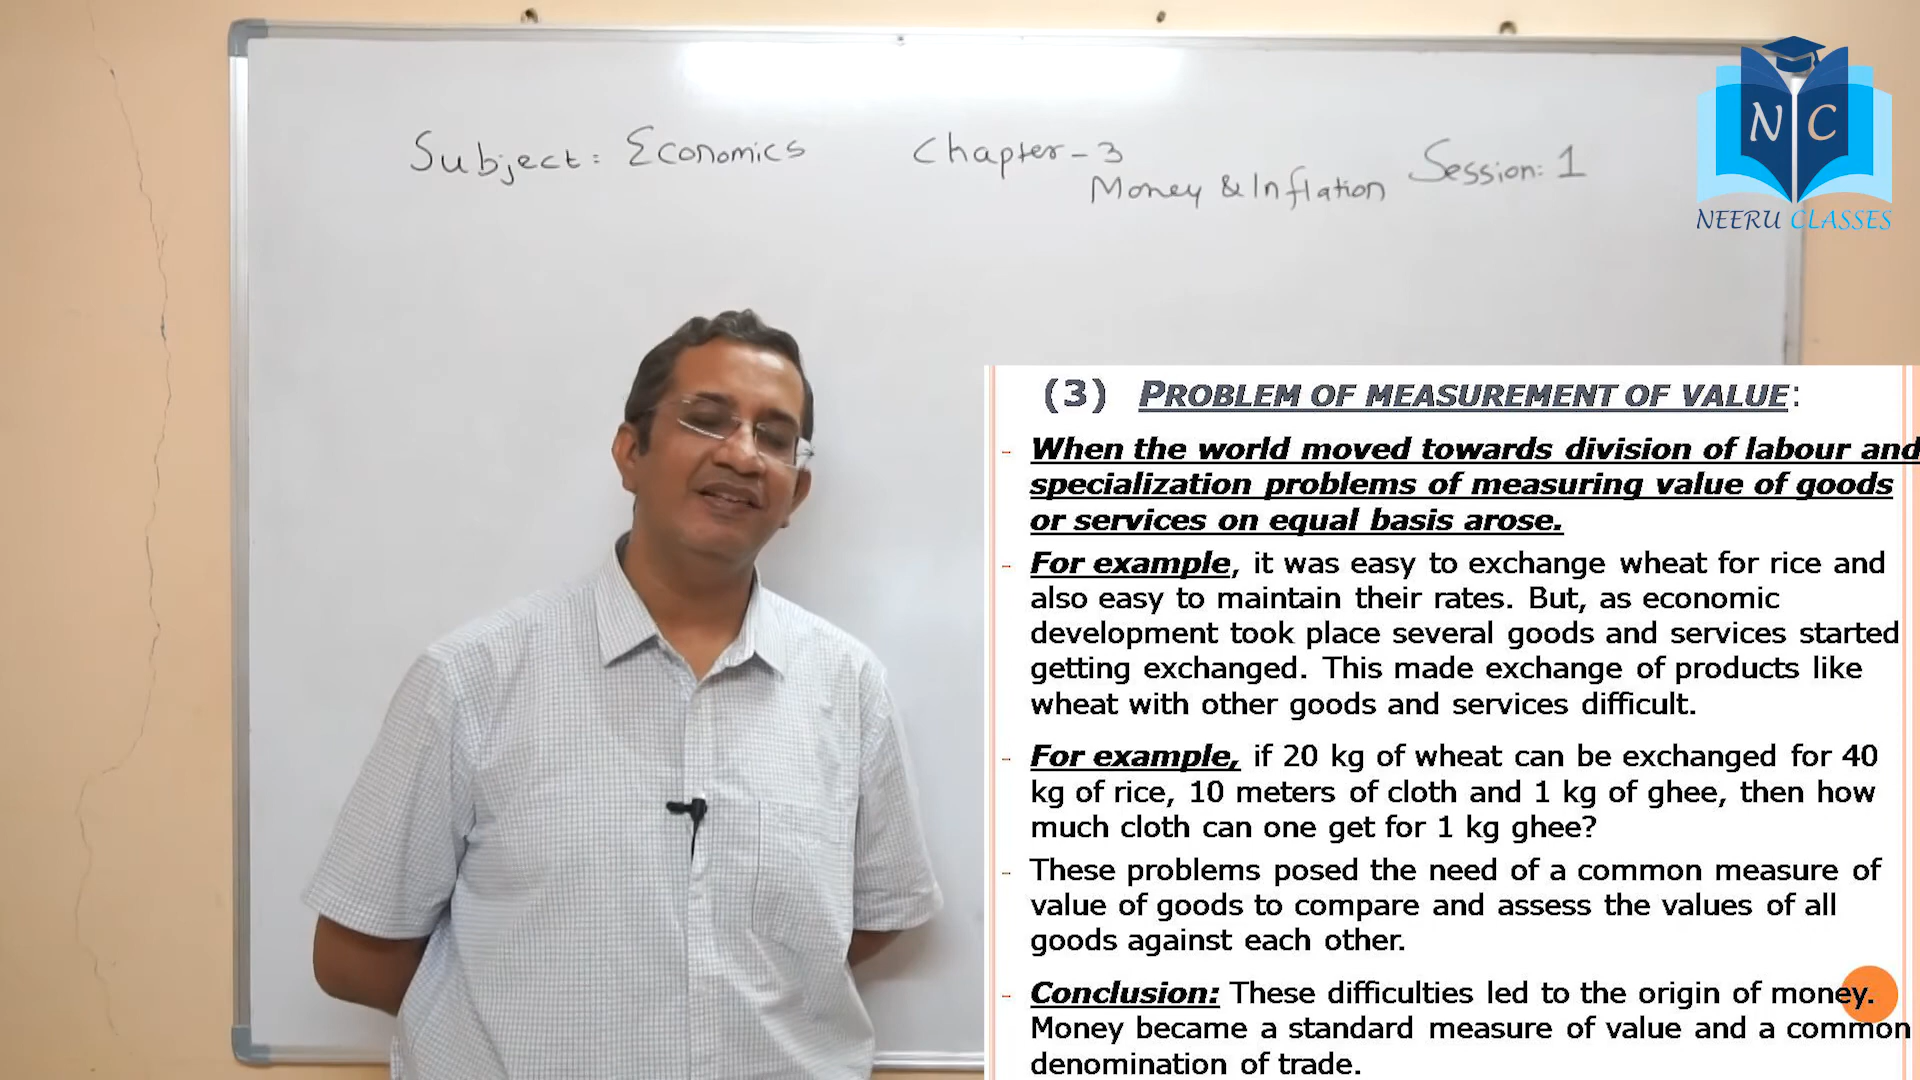 Subject: Economics Chapter-3 Session: 1
Money & Inflation
N C
NEERU CLASSES
(3) PROBLEM OF MEASUREMENT OF VALUE:
- When the world moved towards division of labour and
specialization problems of measuring value of goods
or services on equal basis arose.
- For example, it was easy to exchange wheat for rice and
also easy to maintain their rates. But, as economic
development took place several goods and services started
getting exchanged. This made exchange of products like
wheat with other goods and services difficult.
- For example, if 20 kg of wheat can be exchanged for 40
kg of rice, 10 meters of cloth and 1 kg of ghee, then how
much cloth can one get for 1 kg ghee?
- These problems posed the need of a common measure of
value of goods to compare and assess the values of all
goods against each other.
- Conclusion: These difficulties led to the origin of money.
Money became a standard measure of value and a common
denomination of trade.